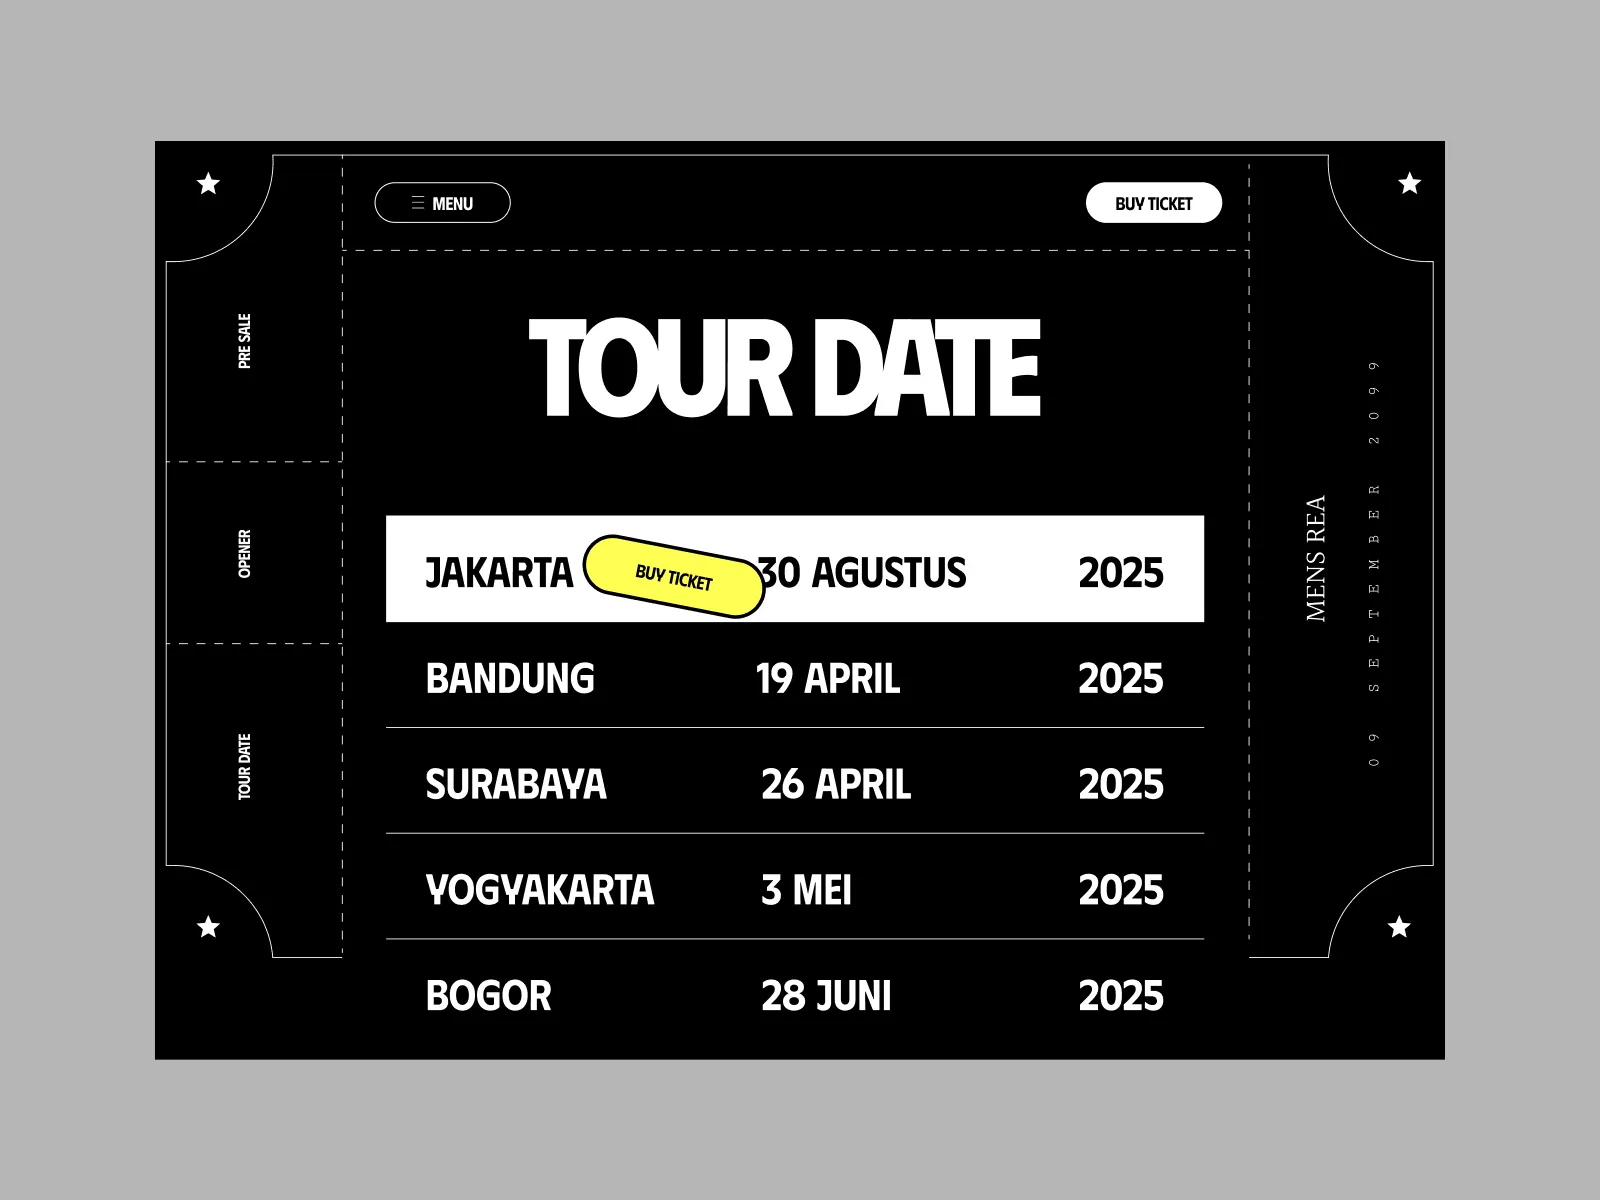 MENU
BUY TICKET
PRE SALE
OPENER
TOUR DATE
TOUR DATE
JAKARTA BUY TICKET 30 AGUSTUS 2025
BANDUNG 19 APRIL 2025
SURABAYA 26 APRIL 2025
YOGYAKARTA 3 MEI 2025
BOGOR 28 JUNI 2025
MENS REA
09 SEPTEMBER 2099